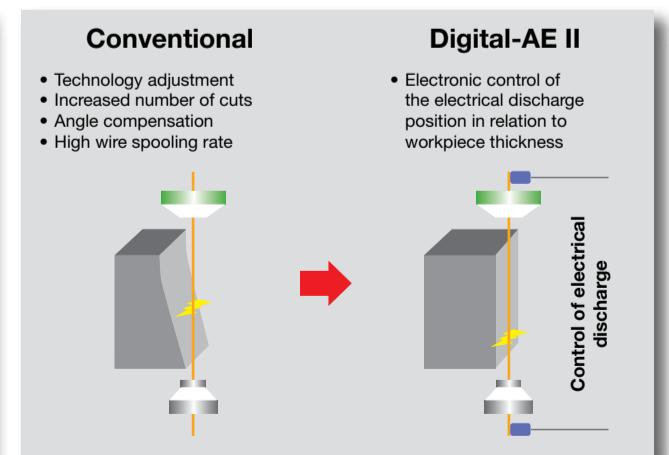 Conventional
• Technology adjustment
• Increased number of cuts
• Angle compensation
• High wire spooling rate
Digital-AE II
• Electronic control of
the electrical discharge
position in relation to
workpiece thickness
Control of electrical
discharge